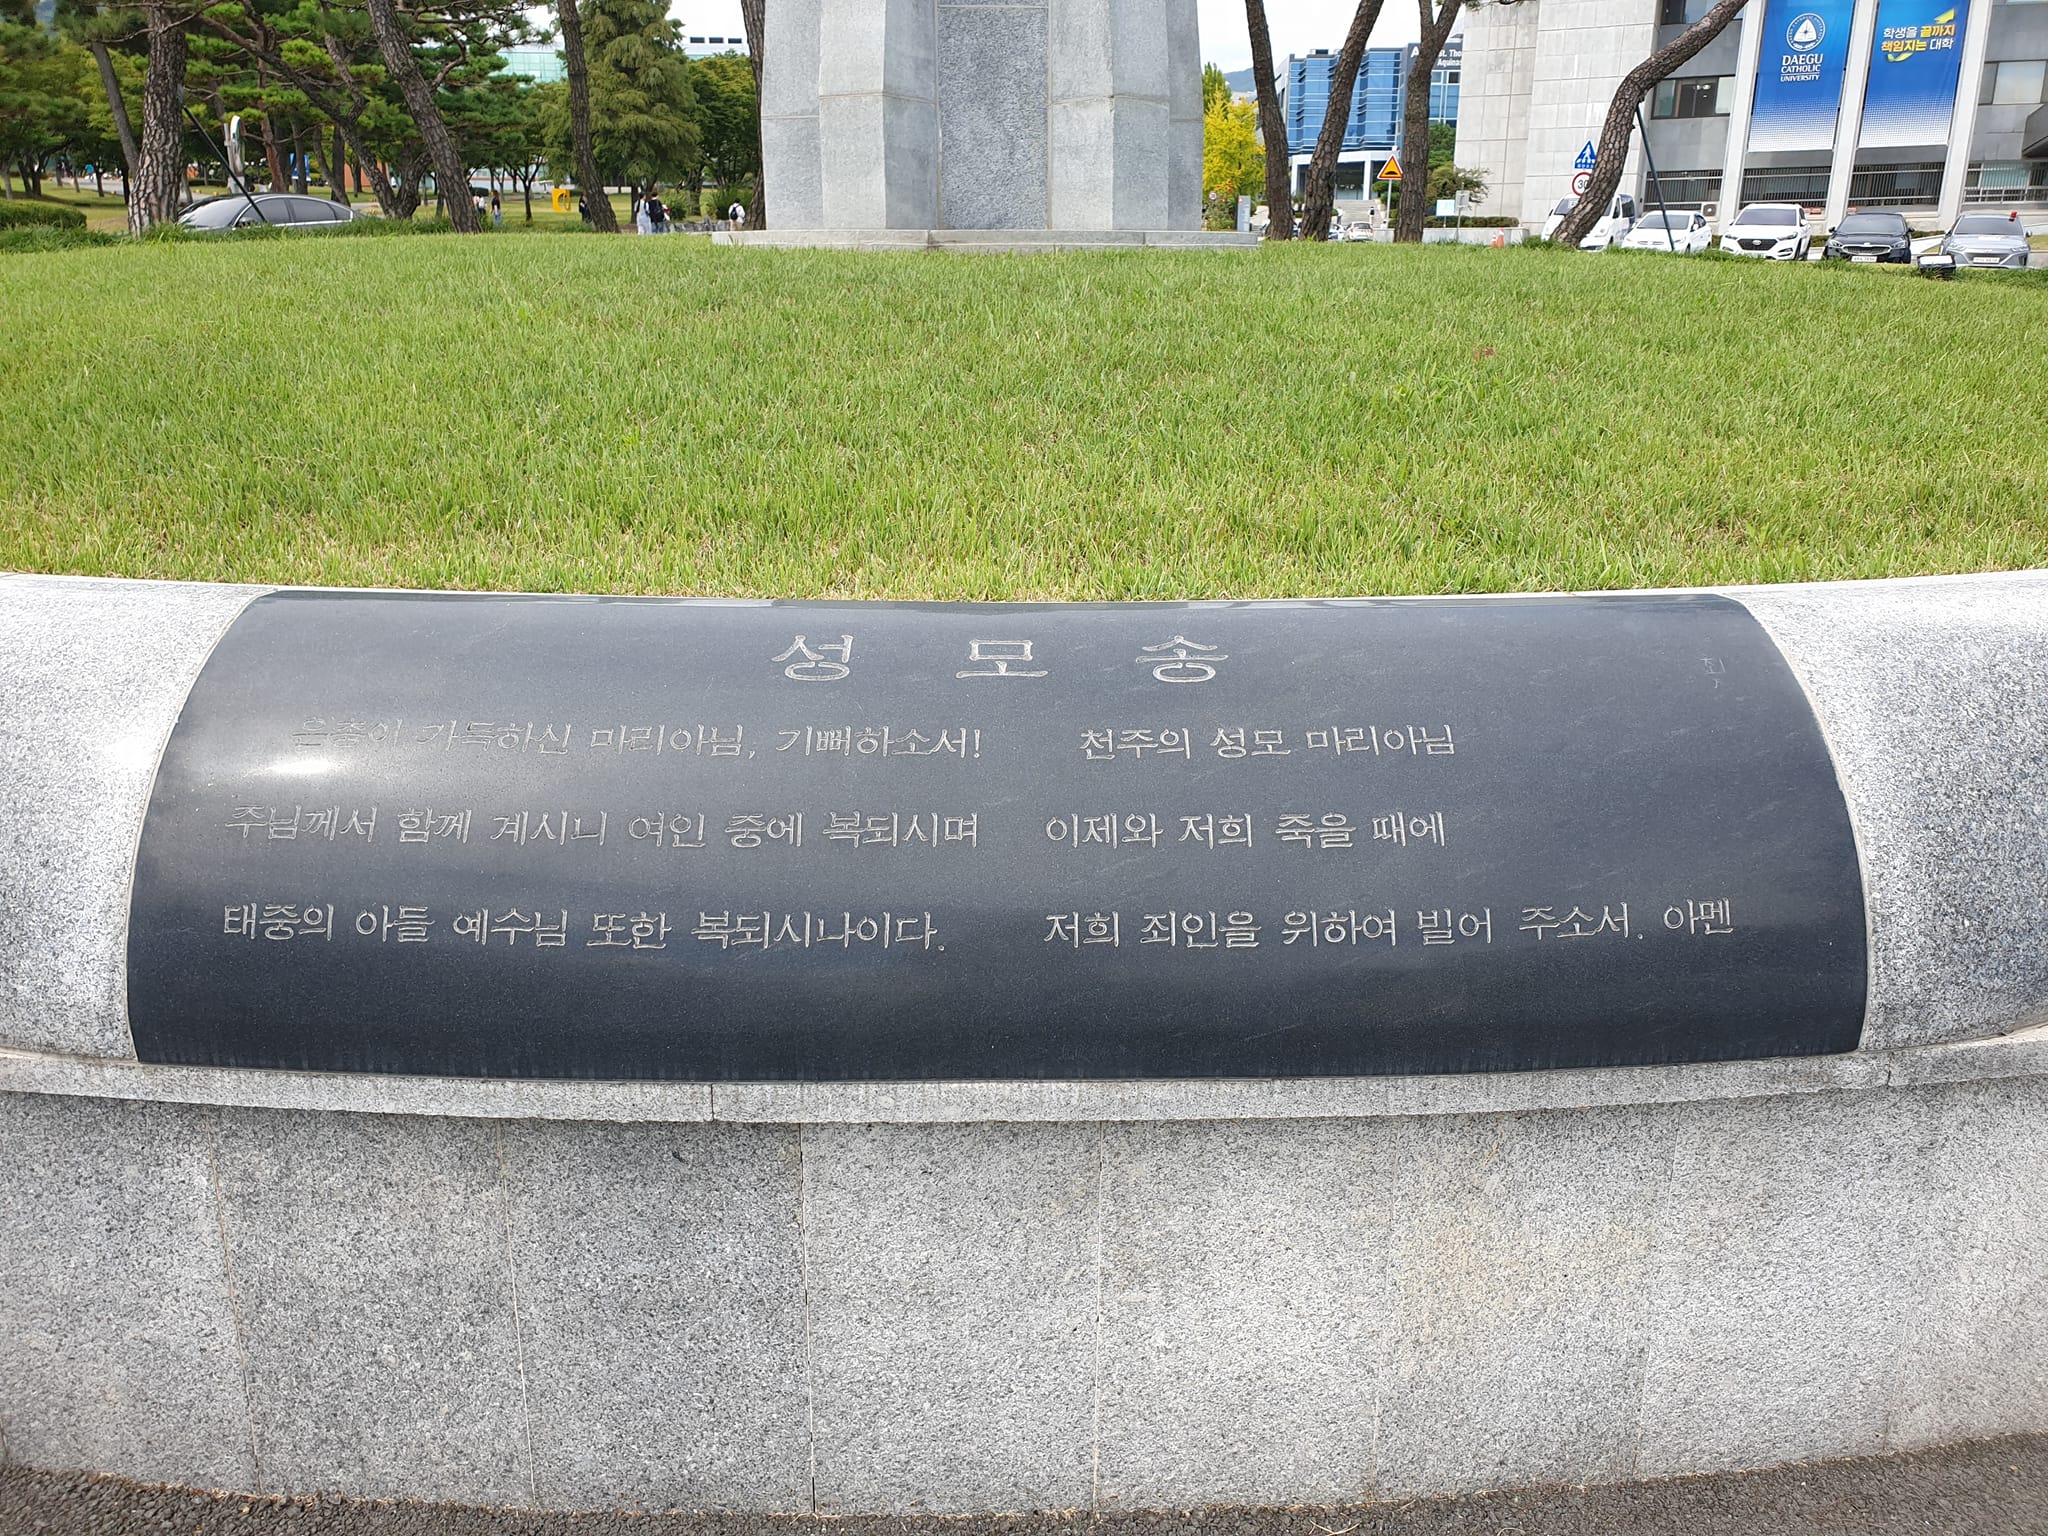 DAEGU
CATHOLIC
UNIVERSITY
학생을 끝까지
책임지는 대학
30
성 모 송
은총이 가득하신 마리아님, 기뻐하소서!
주님께서 함께 계시니 여인 중에 복되시며
태중의 아들 예수님 또한 복되시나이다.
천주의 성모 마리아님
이제와 저희 죽을 때에
저희 죄인을 위하여 빌어 주소서. 아멘